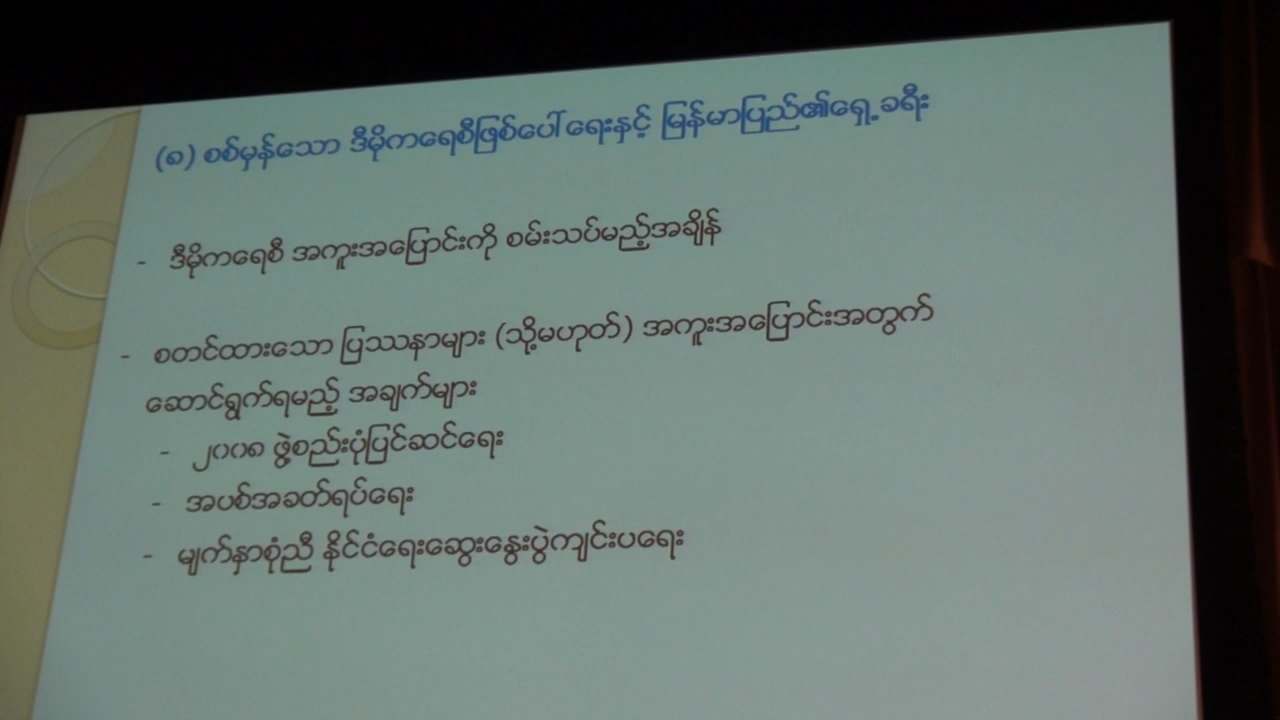 (၈) စစ်မှန်သော ဒီမိုကရေစီဖြစ်ပေါ်ရေးနှင့် မြန်မာပြည်၏ရှေ့ခရီး
- ဒီမိုကရေစီ အကူးအပြောင်းကို စမ်းသပ်မည့်အချိန်
- စတင်ထားသော ပြဿနာများ (သို့မဟုတ်) အကူးအပြောင်းအတွက်
ဆောင်ရွက်ရမည့် အချက်များ
- ၂၀၀၈ ဖွဲ့စည်းပုံပြင်ဆင်ရေး
- အပစ်အခတ်ရပ်ရေး
- မျက်နှာစုံညီ နိုင်ငံရေးဆွေးနွေးပွဲကျင်းပရေး